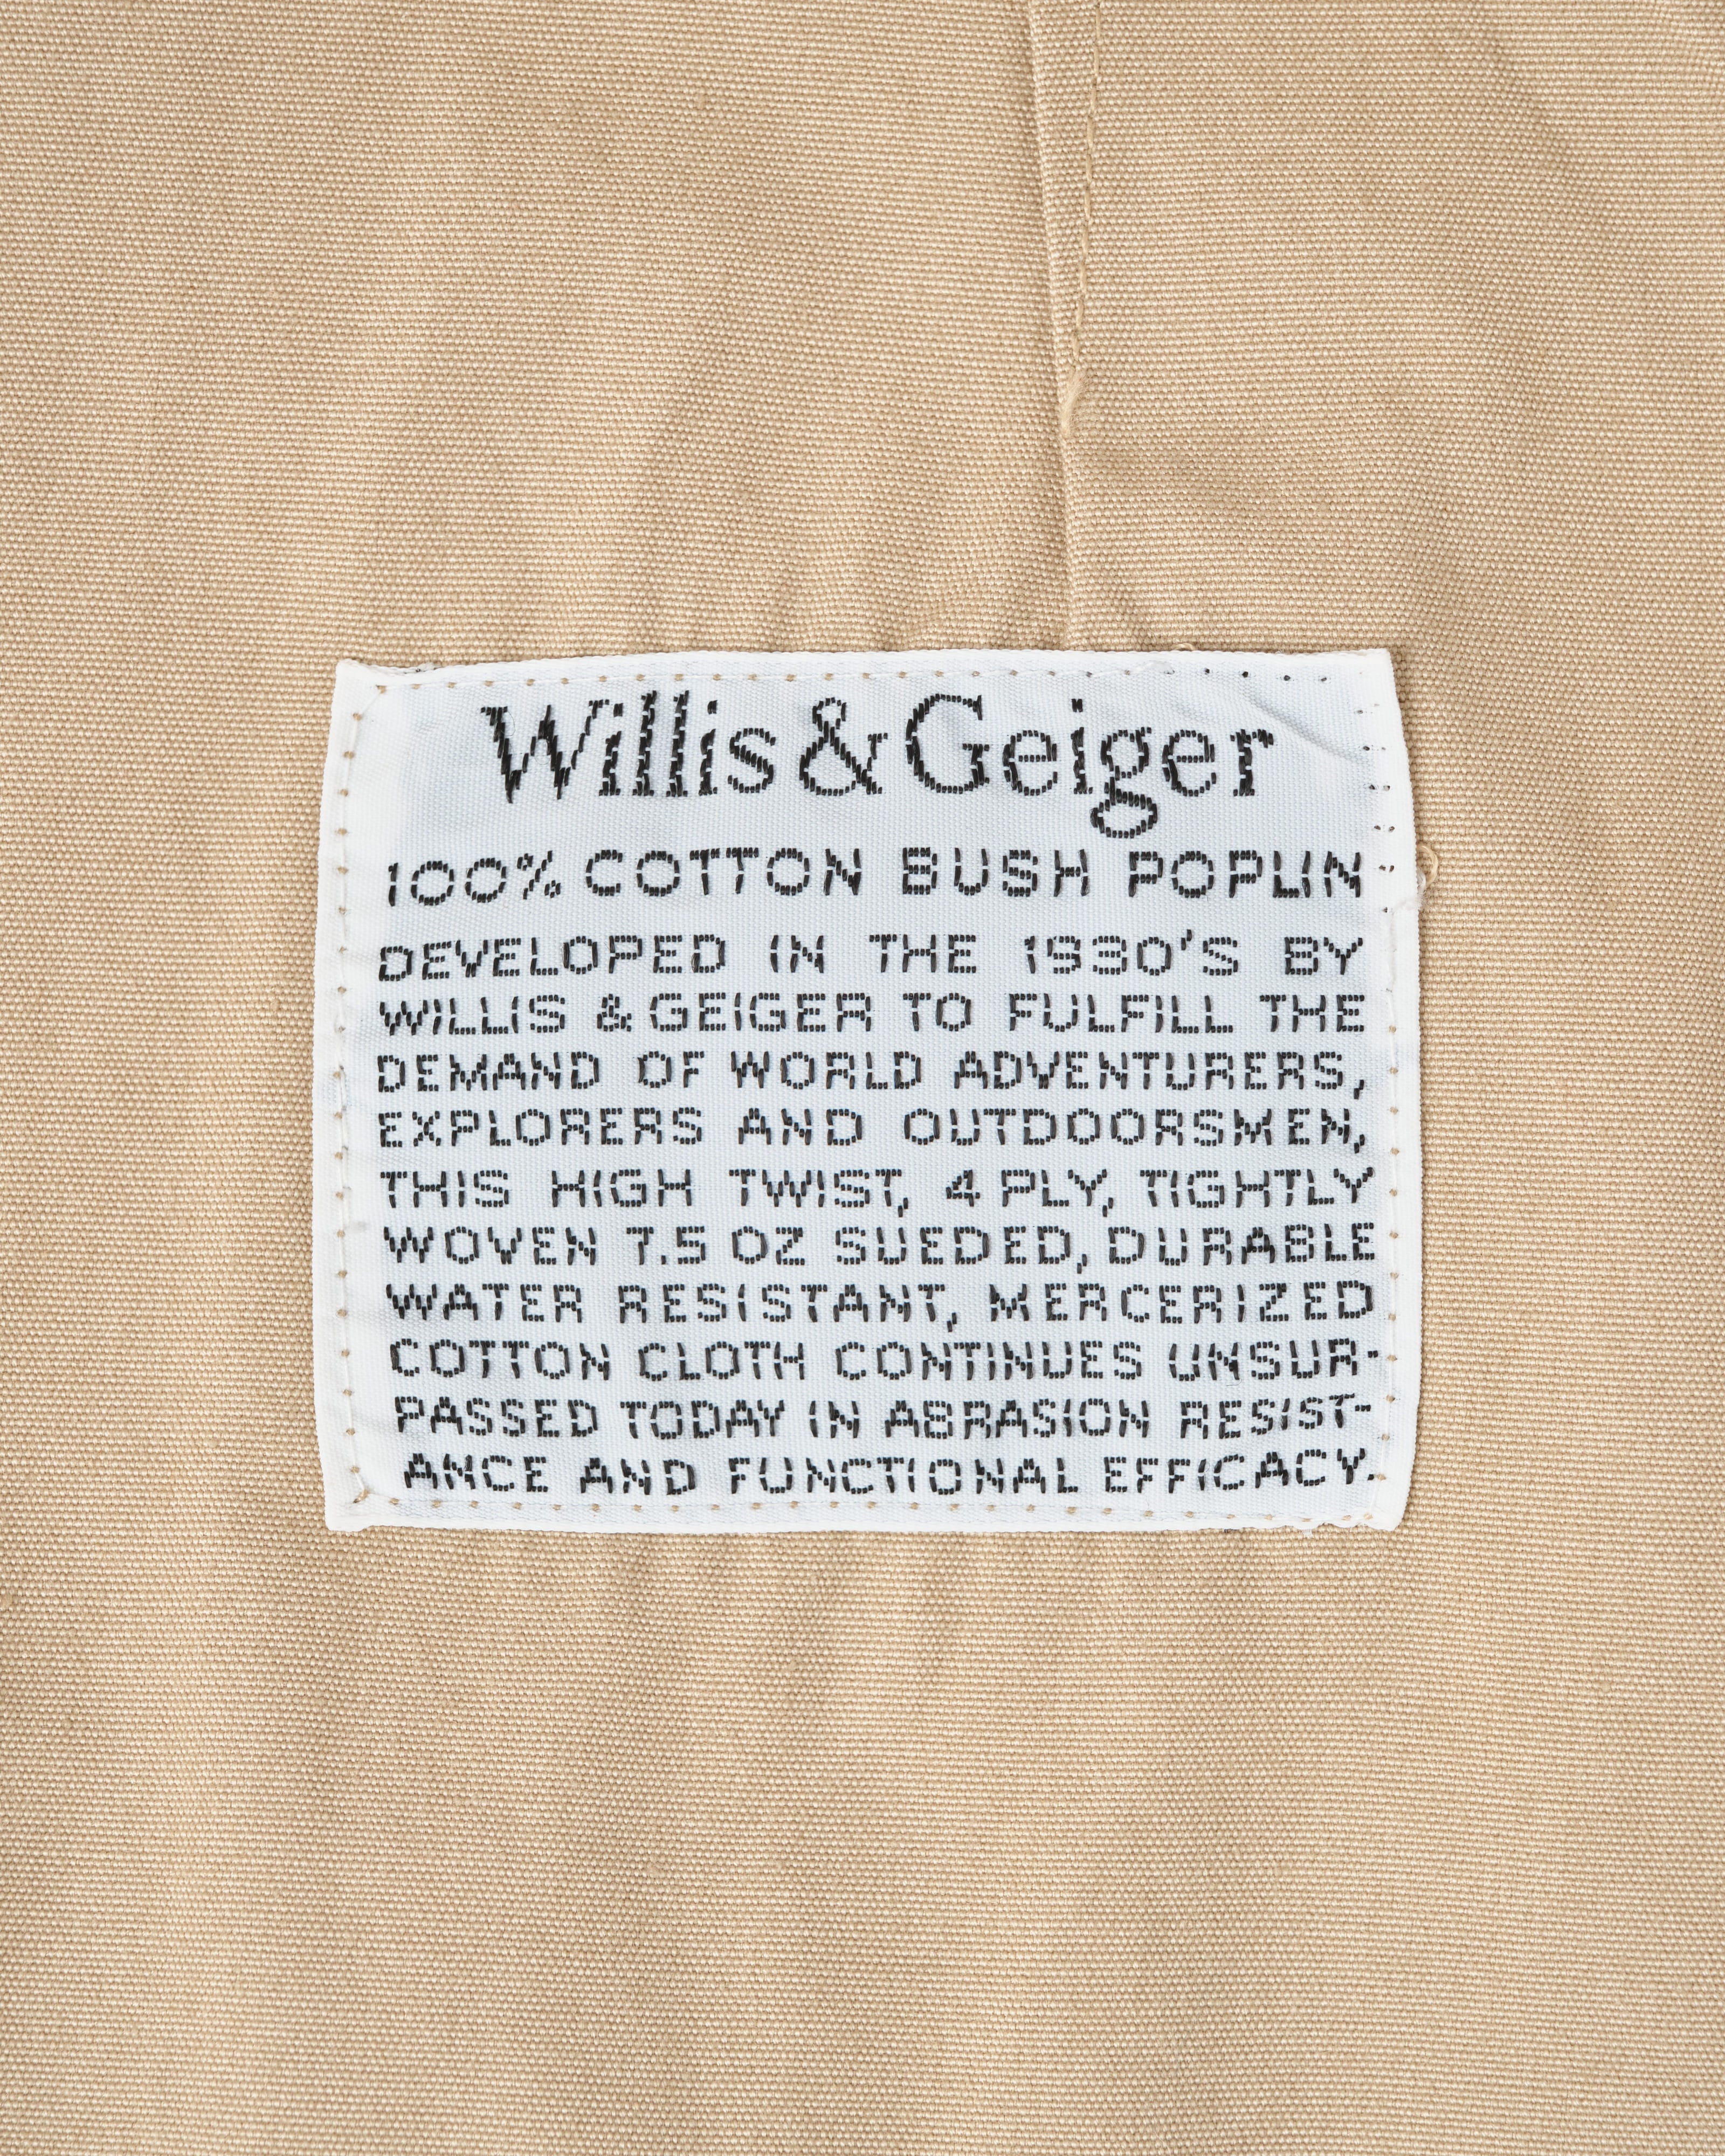 Willis & Geiger
100% COTTON BUSH POPLIN
DEVELOPED IN THE 1930'S BY
WILLIS & GEIGER TO FULFILL THE
DEMAND OF WORLD ADVENTURERS,
EXPLORERS AND OUTDOORSMEN,
THIS HIGH TWIST, 4 PLY, TIGHTLY
WOVEN 7.5 OZ SUEDED, DURABLE
WATER RESISTANT, MERCERIZED
COTTON CLOTH CONTINUES UNSUR-
PASSED TODAY IN ABRASION RESIST-
ANCE AND FUNCTIONAL EFFICACY.